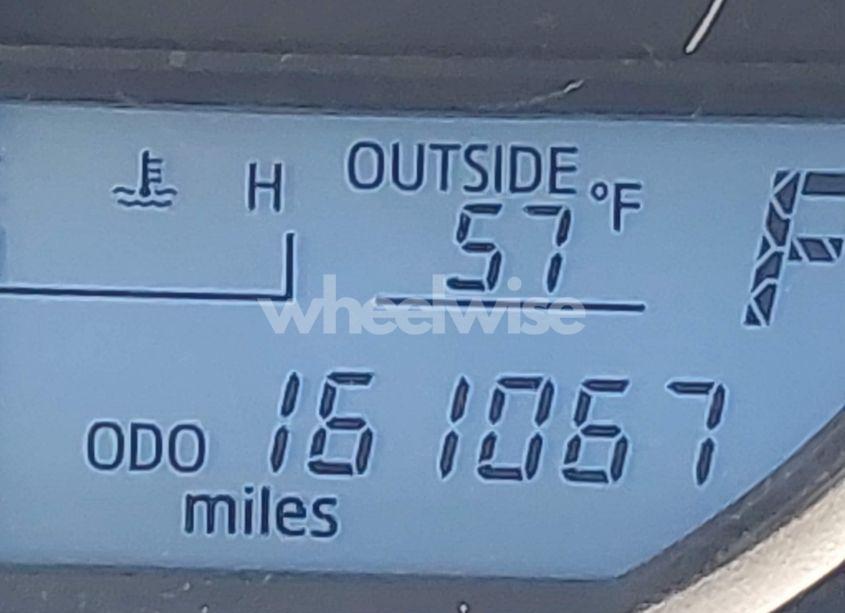 H OUTSIDE
57 °F
F
wheelwise
ODO 161067
miles